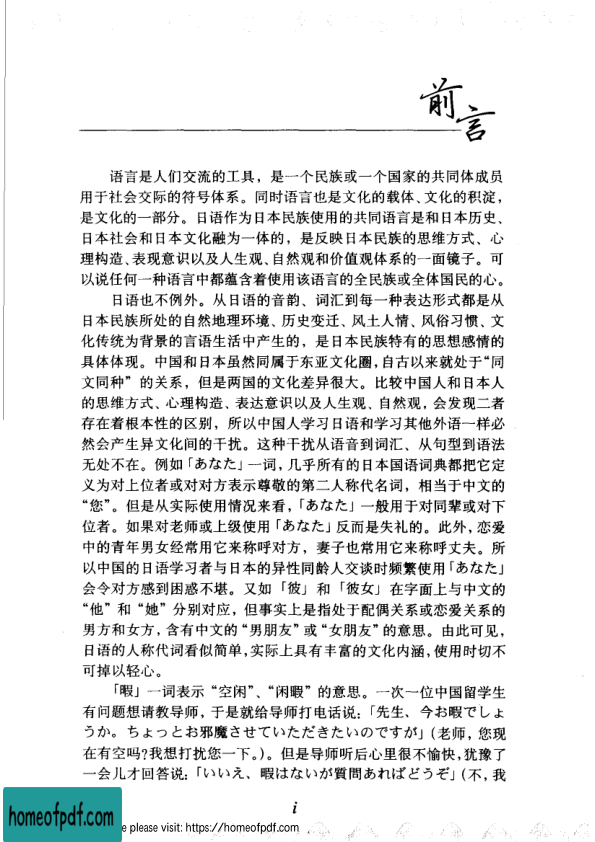 前言
语言是人们交流的工具，是一个民族或一个国家的共同体成员
用于社会交际的符号体系。同时语言也是文化的载体、文化的积淀，
是文化的一部分。日语作为日本民族使用的共同语言是和日本历史、
日本社会和日本文化融为一体的，是反映日本民族的思维方式、心
理构造、表现意识以及人生观、自然观和价值观体系的一面镜子。可
以说任何一种语言中都蕴含着使用该语言的全民族或全体国民的心。
日语也不例外。从日语的音韵、词汇到每一种表达形式都是从
日本民族所处的自然地理环境、历史变迁、风土人情、风俗习惯、文
化传统为背景的言语生活中产生的，是日本民族特有的思想感情的
具体体现。中国和日本虽然同属于东亚文化圈，自古以来就处于“同
文同种”的关系，但是两国的文化差异很大。比较中国人和日本人
的思维方式、心理构造、表达意识以及人生观、自然观，会发现二者
存在着根本性的区别，所以中国人学习日语和学习其他外语一样必
然会产生异文化间的干扰。这种干扰从语音到词汇、从句型到语法
无处不在。例如「あなた」一词，几乎所有的日本国语词典都把它定
义为对上位者或对对方表示尊敬的第二人称代名词，相当于中文的
“您”。但是从实际使用情况来看，「あなた」一般用于对同辈或对下
位者。如果对老师或上级使用「あなた」反而是失礼的。此外，恋爱
中的青年男女经常用它来称呼对方，妻子也常用它来称呼丈夫。所
以中国的日语学习者与日本的异性同龄人交谈时频繁使用「あなた」
会令对方感到困惑不堪。又如「彼」和「彼女」在字面上与中文的
“他”和“她”分别对应，但事实上是指处于配偶关系或恋爱关系的
男方和女方，含有中文的“男朋友”或“女朋友”的意思。由此可见，
日语的人称代词看似简单，实际上具有丰富的文化内涵，使用时切不
可掉以轻心。
「暇」一词表示“空闲”、“闲暇”的意思。一次一位中国留学生
有问题想请教导师，于是就给导师打电话说：「先生、今お暇でしょ
うか。ちょっとお邪魔させていただきたいのですが」(老师，您现
在有空吗?我想打扰您一下。)。但是导师听后心里很不愉快，犹豫了
一会儿才回答说：「いいえ、暇はないが質問あればどうぞ」(不，我
i
homeofpdf.com
e please visit: https://homeofpdf.com